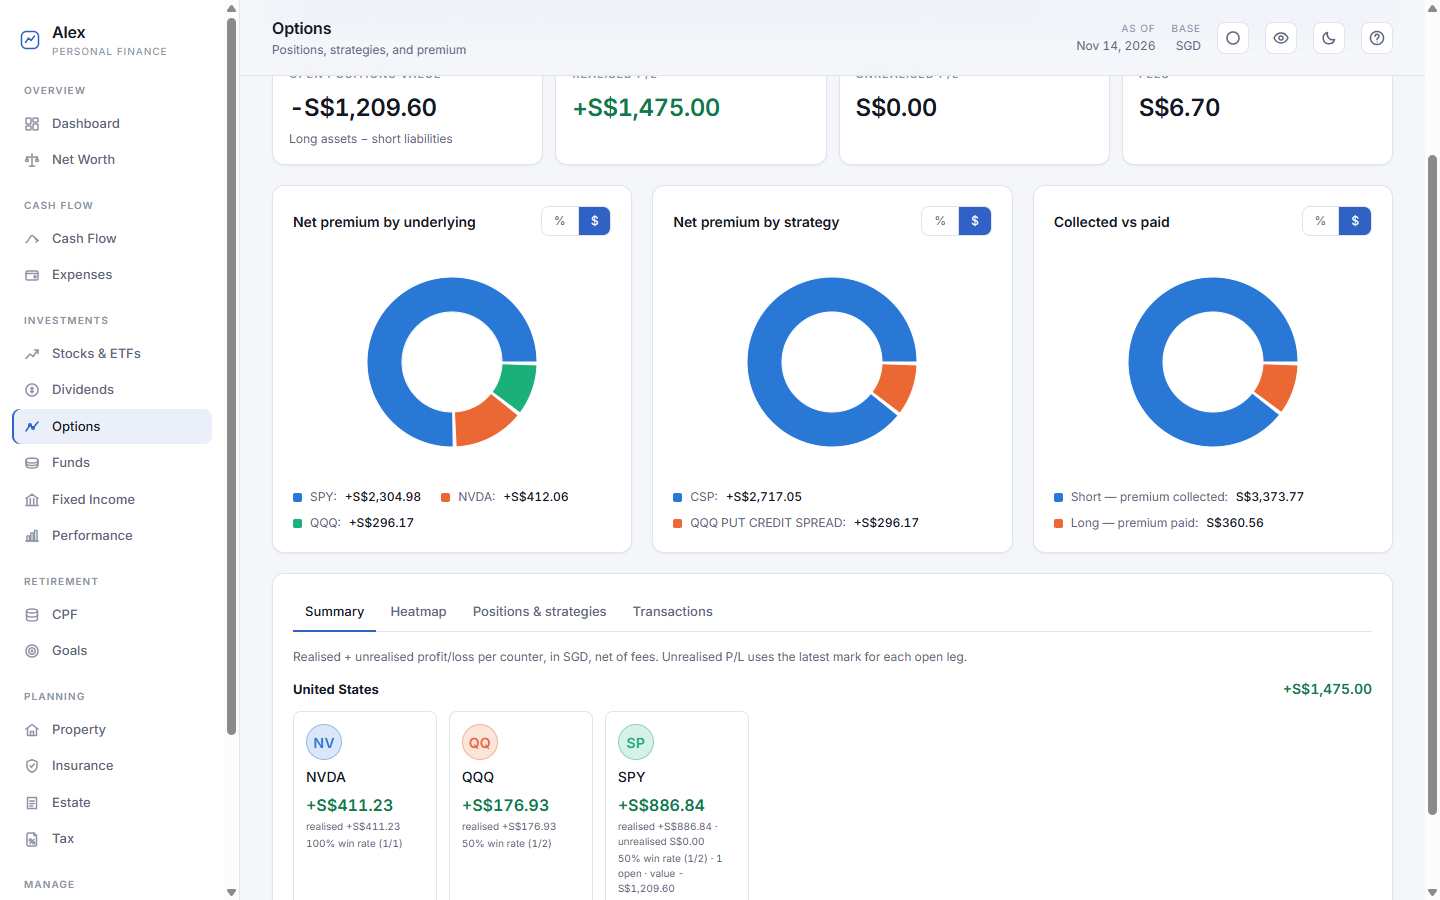 Alex
PERSONAL FINANCE
OVERVIEW
Dashboard
Net Worth
CASH FLOW
Cash Flow
Expenses
INVESTMENTS
Stocks & ETFs
Dividends
Options
Funds
Fixed Income
Performance
RETIREMENT
CPF
Goals
PLANNING
Property
Insurance
Estate
Tax
MANAGE
Options
Positions, strategies, and premium
AS OF
Nov 14, 2026
BASE
SGD
-S$1,209.60
Long assets – short liabilities
+S$1,475.00
S$0.00
S$6.70
Net premium by underlying
% $
SPY: +S$2,304.98 NVDA: +S$412.06
QQQ: +S$296.17
Net premium by strategy
% $
CSP: +S$2,717.05
QQQ PUT CREDIT SPREAD: +S$296.17
Collected vs paid
% $
Short — premium collected: S$3,373.77
Long — premium paid: S$360.56
Summary Heatmap Positions & strategies Transactions
Realised + unrealised profit/loss per counter, in SGD, net of fees. Unrealised P/L uses the latest mark for each open leg.
United States +S$1,475.00
NV
NVDA
+S$411.23
realised +S$411.23
100% win rate (1/1)
QQ
QQQ
+S$176.93
realised +S$176.93
50% win rate (1/2)
SP
SPY
+S$886.84
realised +S$886.84 ·
unrealised S$0.00
50% win rate (1/2) · 1
open · value -
S$1,209.60